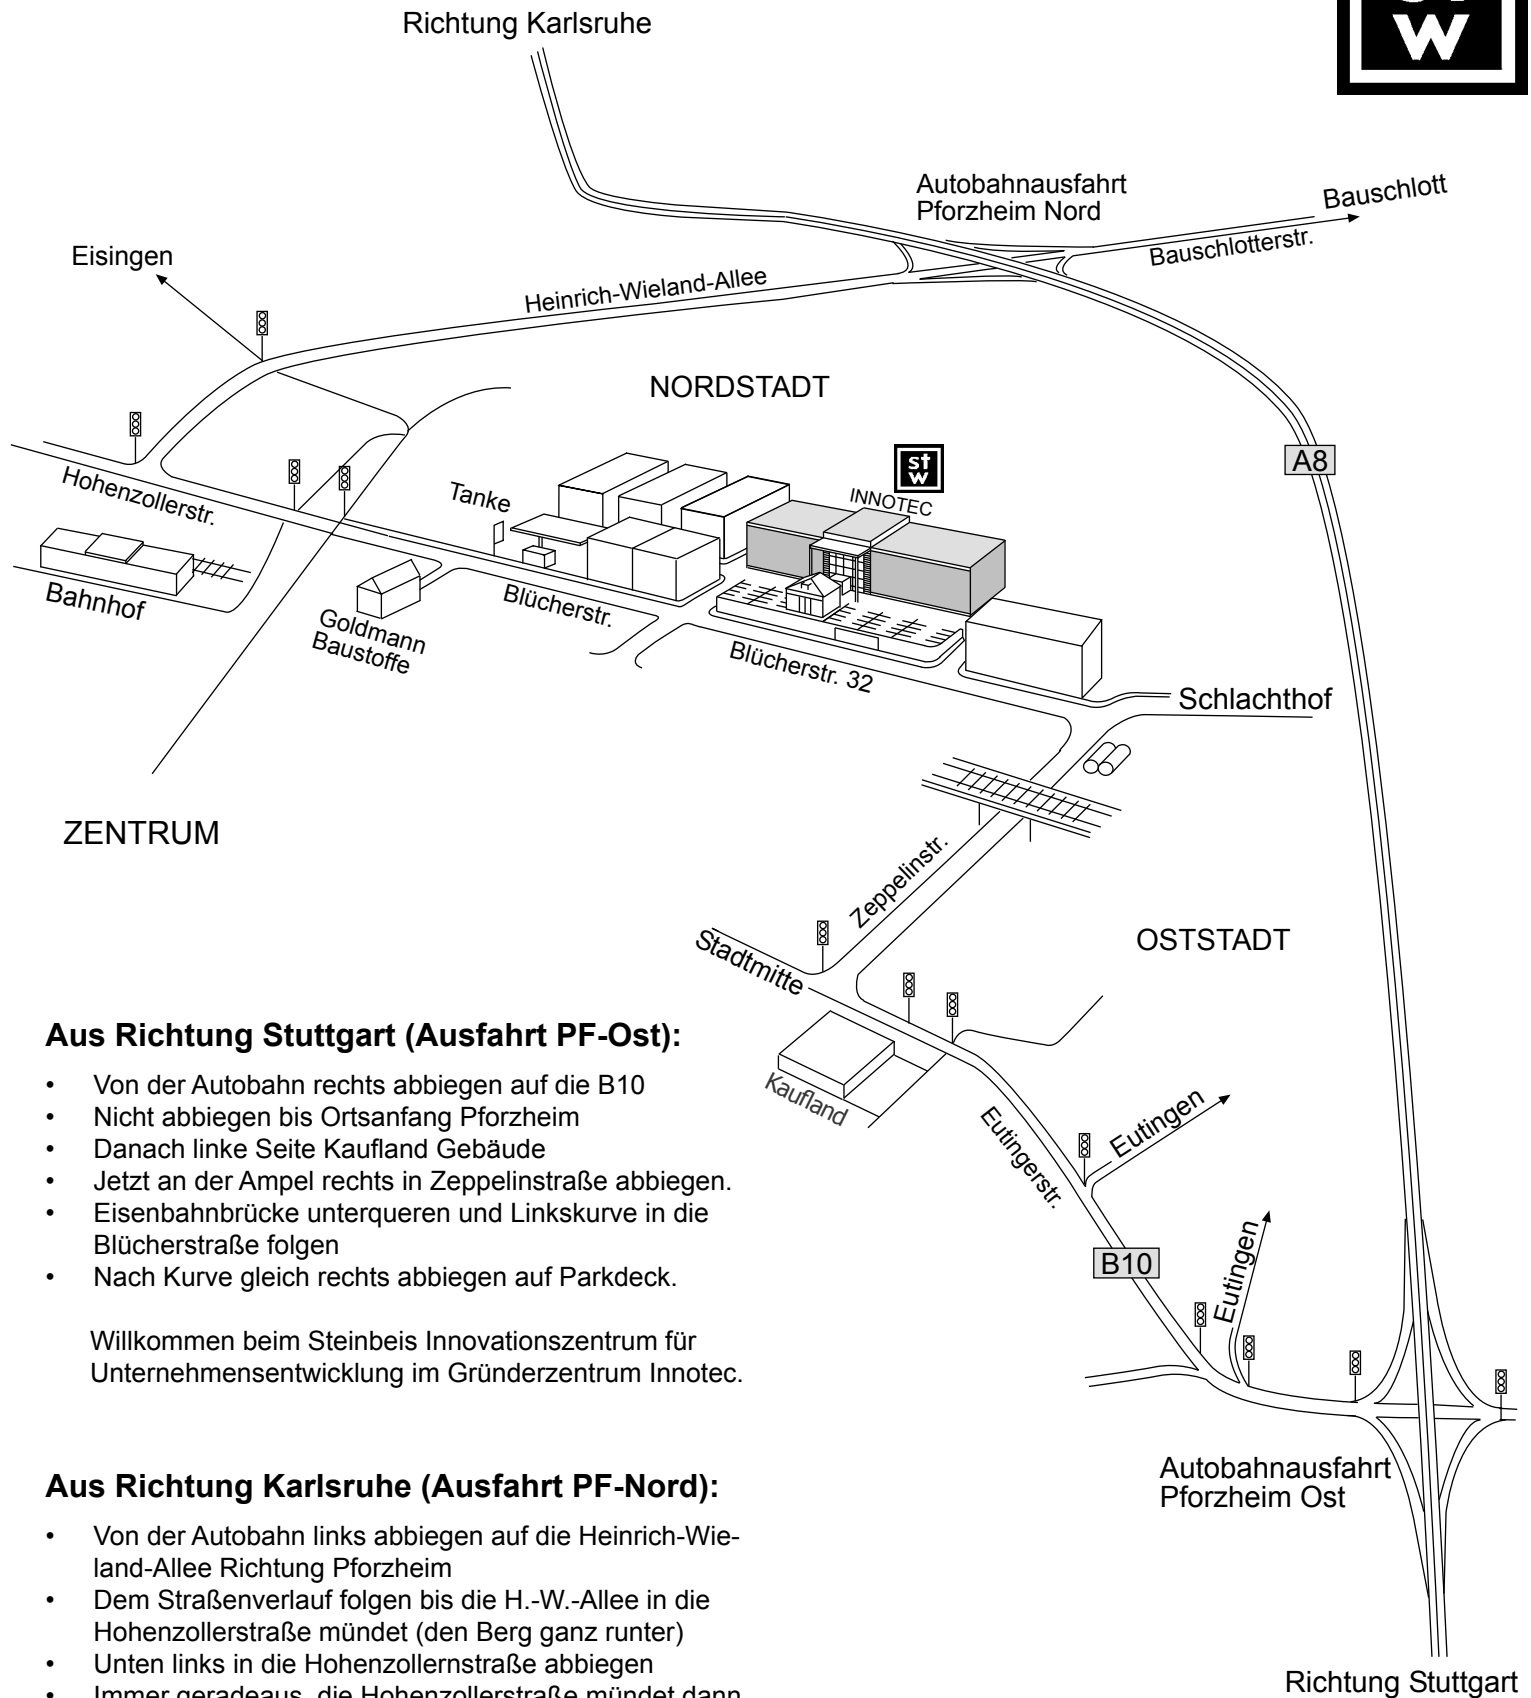 Richtung Karlsruhe
st
w
Autobahnausfahrt
Pforzheim Nord
Bauschlott
Bauschlotterstr.
Eisingen
Heinrich-Wieland-Allee
NORDSTADT
A8
Hohenzollerstr.
Tanke
st
w
INNOTEC
Bahnhof
Goldmann
Baustoffe
Blücherstr.
Blücherstr. 32
Schlachthof
ZENTRUM
Zeppelinstr.
Stadtmitte
OSTSTADT
Kaufland
Eutingerstr.
Eutingen
B10
Eutingen
Autobahnausfahrt
Pforzheim Ost
Richtung Stuttgart
Aus Richtung Stuttgart (Ausfahrt PF-Ost):
• Von der Autobahn rechts abbiegen auf die B10
• Nicht abbiegen bis Ortsanfang Pforzheim
• Danach linke Seite Kaufland Gebäude
• Jetzt an der Ampel rechts in Zeppelinstraße abbiegen.
• Eisenbahnbrücke unterqueren und Linkskurve in die
Blücherstraße folgen
• Nach Kurve gleich rechts abbiegen auf Parkdeck.
Willkommen beim Steinbeis Innovationszentrum für
Unternehmensentwicklung im Gründerzentrum Innotec.
Aus Richtung Karlsruhe (Ausfahrt PF-Nord):
• Von der Autobahn links abbiegen auf die Heinrich-Wie-
land-Allee Richtung Pforzheim
• Dem Straßenverlauf folgen bis die H.-W.-Allee in die
Hohenzollerstraße mündet (den Berg ganz runter)
• Unten links in die Hohenzollernstraße abbiegen
• Immer geradeaus, die Hohenzollerstraße mündet dann